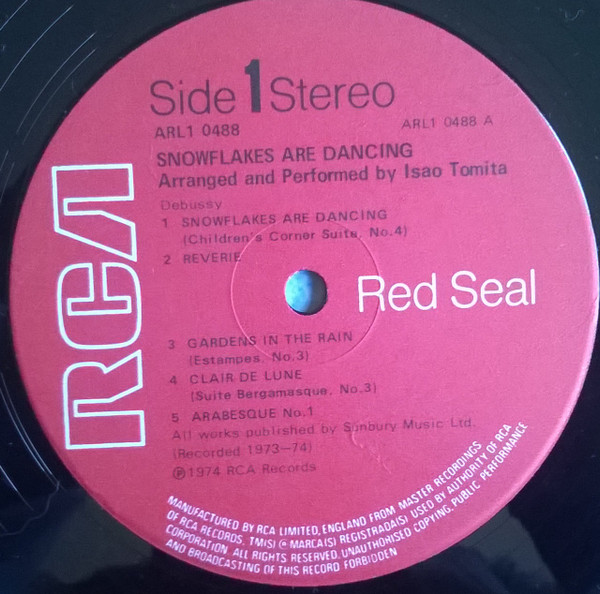 Side 1 Stereo
ARL1 0488
ARL1 0488 A
SNOWFLAKES ARE DANCING
Arranged and Performed by Isao Tomita
Debussy
1 SNOWFLAKES ARE DANCING
(Children's Corner Suite, No.4)
2 REVERIE
RCA
Red Seal
3 GARDENS IN THE RAIN
(Estampes, No.3)
4 CLAIR DE LUNE
(Suite Bergamasque, No.3)
5 ARABESQUE No.1
All works published by Sunbury Music Ltd.
(Recorded 1973–74)
℗ 1974 RCA Records
MANUFACTURED BY RCA LIMITED, ENGLAND FROM MASTER RECORDINGS
OF RCA RECORDS. TM(S) ® MARCA(S) REGISTRADA(S) USED BY AUTHORITY OF RCA
CORPORATION. ALL RIGHTS RESERVED. UNAUTHORISED COPYING, PUBLIC PERFORMANCE
AND BROADCASTING OF THIS RECORD FORBIDDEN